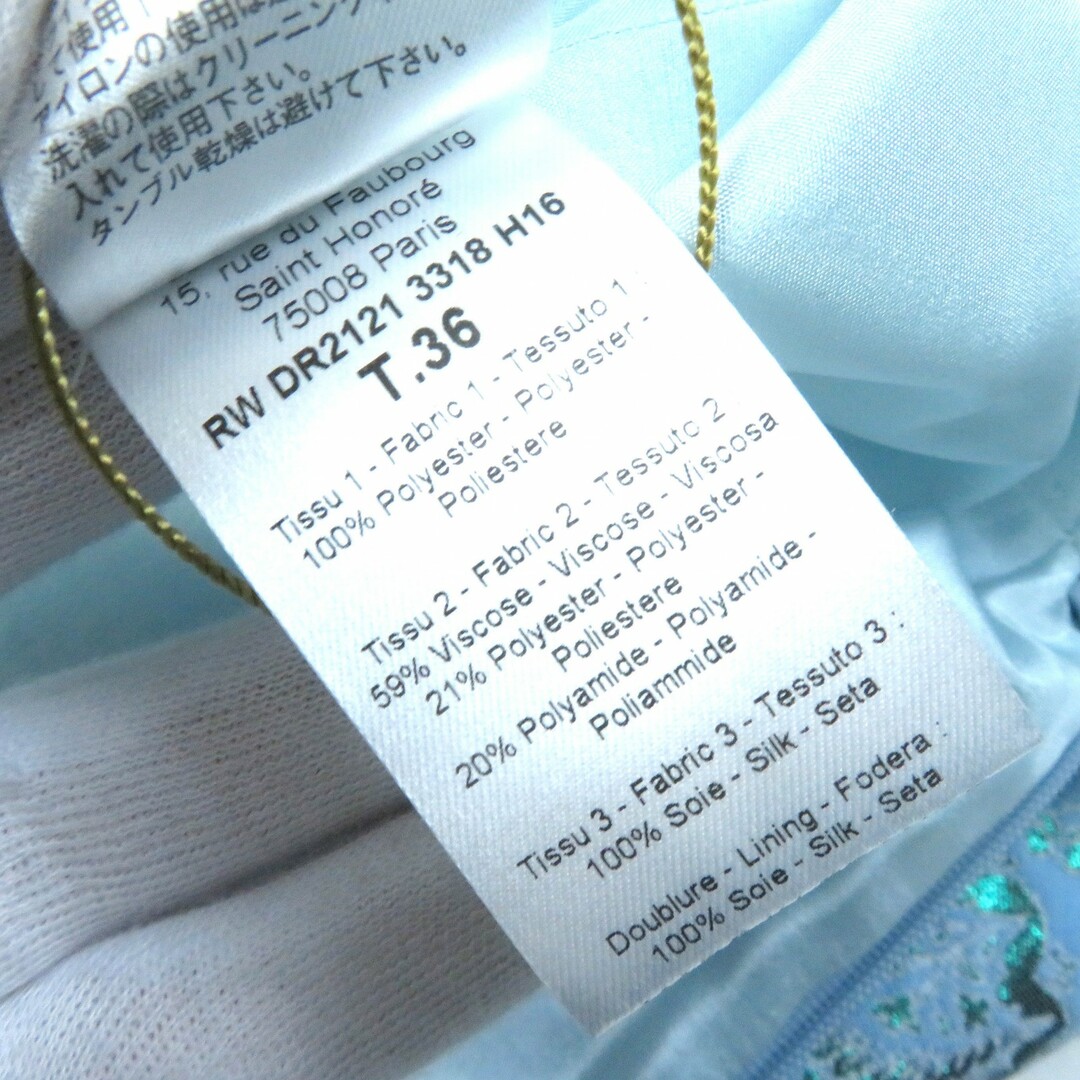 て使用下
アイロンの使用は避
洗濯の際はクリーニング
入れて使用下さい。
タンブル乾燥は避けて下さい。
15, rue du Faubourg
Saint Honoré
75008 Paris
RW DR2121 3318 H16
T.36
Tissu 1 - Fabric 1 - Tessuto 1 :
100% Polyester - Polyester -
Poliestere
Tissu 2 - Fabric 2 - Tessuto 2 :
59% Viscose - Viscose - Viscosa
21% Polyester - Polyester -
Poliestere
20% Polyamide - Polyamide -
Poliammide
Tissu 3 - Fabric 3 - Tessuto 3 :
100% Soie - Silk - Seta
Doublure - Lining - Fodera :
100% Soie - Silk - Seta